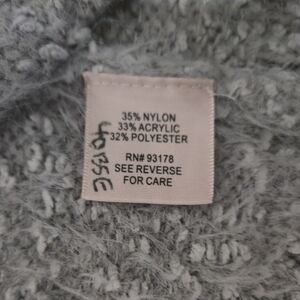 35% NYLON
33% ACRYLIC
32% POLYESTER
RN# 93178
SEE REVERSE
FOR CARE